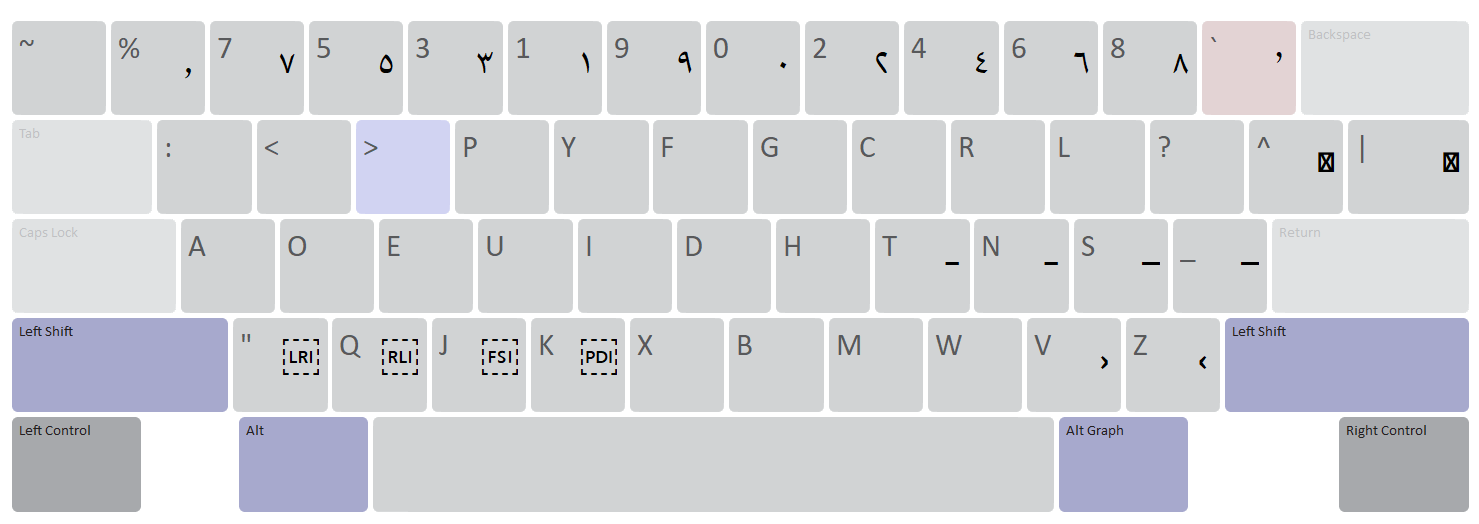 ~ % ٫ 7 ٧ 5 ٥ 3 ٣ 1 ١ 9 ٩ 0 ٠ 2 ٢ 4 ٤ 6 ٦ 8 ٨ ` ٬ Backspace
Tab : < > P Y F G C R L ? ^ |
Caps Lock A O E U I D H T – N – S — _ — Return
Left Shift " LRI Q RLI J FSI K PDI X B M W V › Z ‹ Left Shift
Left Control Alt Alt Graph Right Control